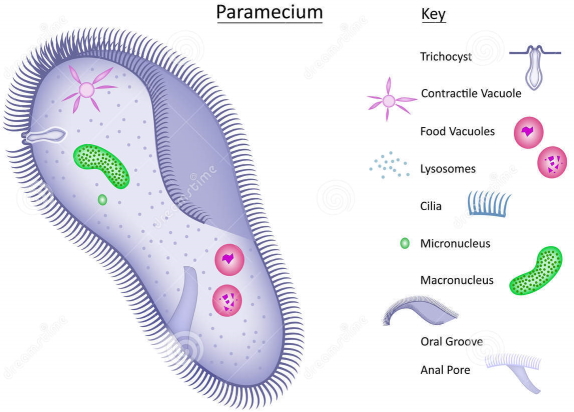 Paramecium
Key
Trichocyst
Contractile Vacuole
Food Vacuoles
Lysosomes
Cilia
Micronucleus
Macronucleus
Oral Groove
Anal Pore